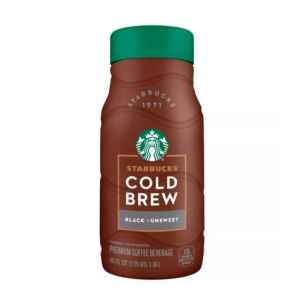 STARBUCKS
1971
STARBUCKS
COLD
BREW
BLACK • UNSWEET
PREMIUM COFFEE BEVERAGE